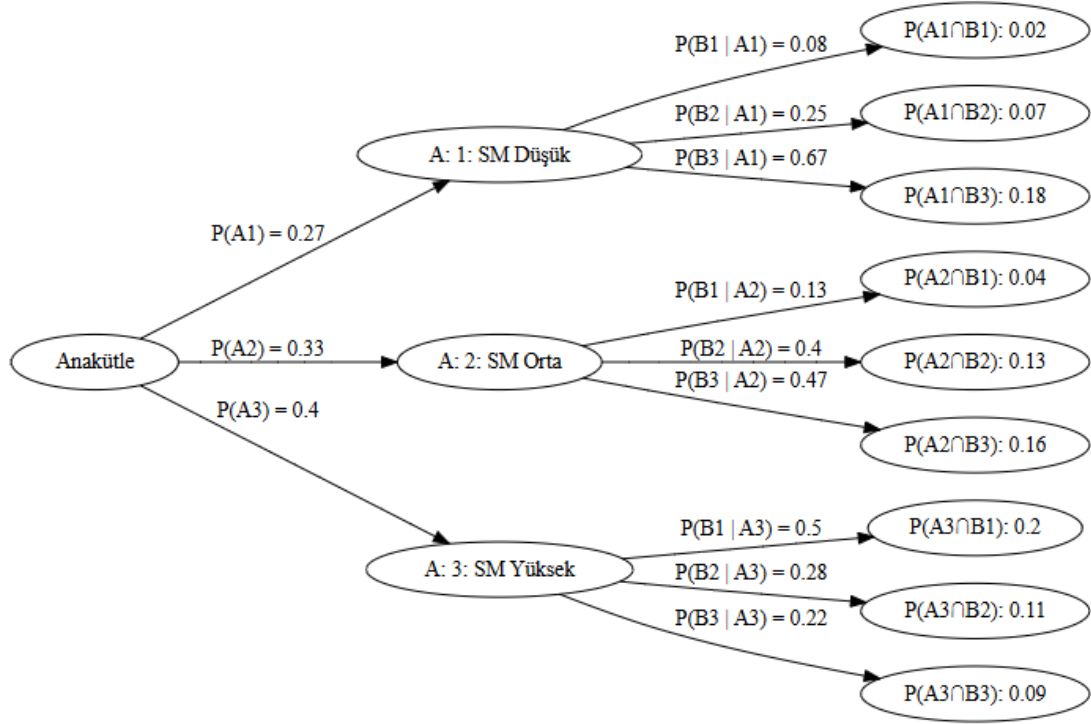 P(B1 | A1) = 0.08
P(A1∩B1): 0.02
P(B2 | A1) = 0.25
P(A1∩B2): 0.07
A: 1: SM Düşük
P(B3 | A1) = 0.67
P(A1∩B3): 0.18
P(A1) = 0.27
P(B1 | A2) = 0.13
P(A2∩B1): 0.04
Anakütle
P(A2) = 0.33
A: 2: SM Orta
P(B2 | A2) = 0.4
P(A2∩B2): 0.13
P(B3 | A2) = 0.47
P(A2∩B3): 0.16
P(A3) = 0.4
P(B1 | A3) = 0.5
P(A3∩B1): 0.2
A: 3: SM Yüksek
P(B2 | A3) = 0.28
P(A3∩B2): 0.11
P(B3 | A3) = 0.22
P(A3∩B3): 0.09